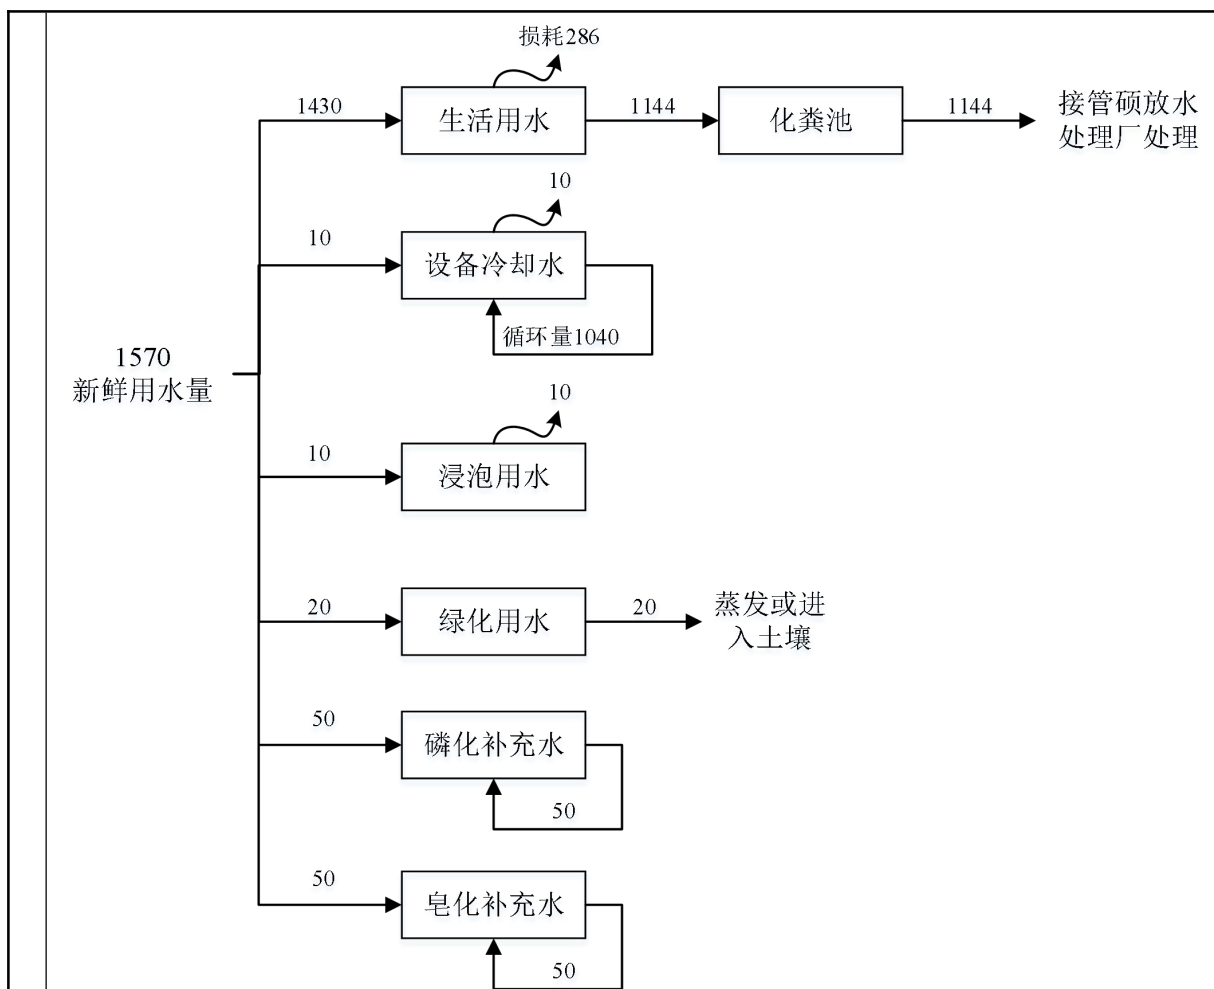 损耗286
1430
生活用水
1144
化粪池
1144
接管硕放水
处理厂处理
10
10
设备冷却水
循环量1040
1570
新鲜用水量
10
10
浸泡用水
20
绿化用水
20
蒸发或进
入土壤
50
磷化补充水
50
50
皂化补充水
50